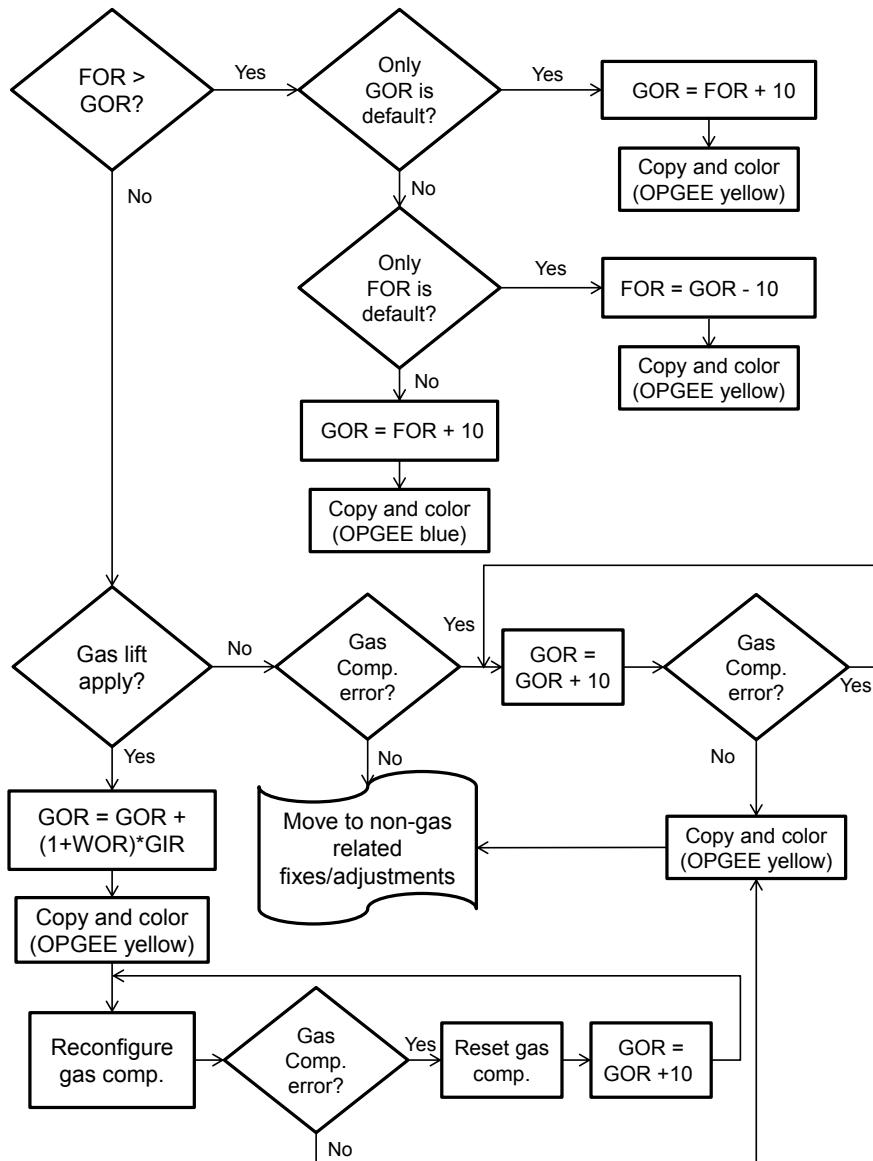 FOR >
GOR?
Yes
Only
GOR is
default?
Yes
GOR = FOR + 10
Copy and color
(OPGEE yellow)
No
No
Only
FOR is
default?
Yes
FOR = GOR - 10
Copy and color
(OPGEE yellow)
No
GOR = FOR + 10
Copy and color
(OPGEE blue)
Gas lift
apply?
No
Gas
Comp.
error?
Yes
GOR =
GOR + 10
Gas
Comp.
error?
Yes
Yes
No
No
GOR = GOR +
(1+WOR)*GIR
Move to non-gas
related
fixes/adjustments
Copy and color
(OPGEE yellow)
Copy and color
(OPGEE yellow)
Reconfigure
gas comp.
Gas
Comp.
error?
Yes
Reset gas
comp.
GOR =
GOR +10
No